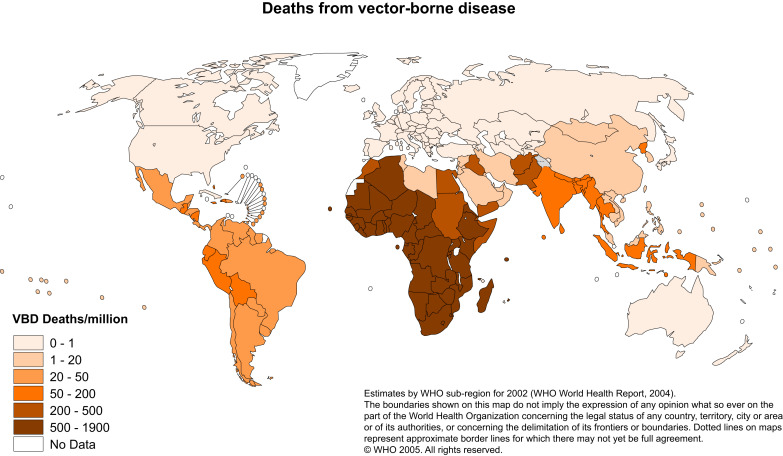 Deaths from vector-borne disease
VBD Deaths/million
0 - 1
1 - 20
20 - 50
50 - 200
200 - 500
500 - 1900
No Data
Estimates by WHO sub-region for 2002 (WHO World Health Report, 2004).
The boundaries shown on this map do not imply the expression of any opinion what so ever on the
part of the World Health Organization concerning the legal status of any country, territory, city or area
or of its authorities, or concerning the delimitation of its frontiers or boundaries. Dotted lines on maps
represent approximate border lines for which there may not yet be full agreement.
© WHO 2005. All rights reserved.